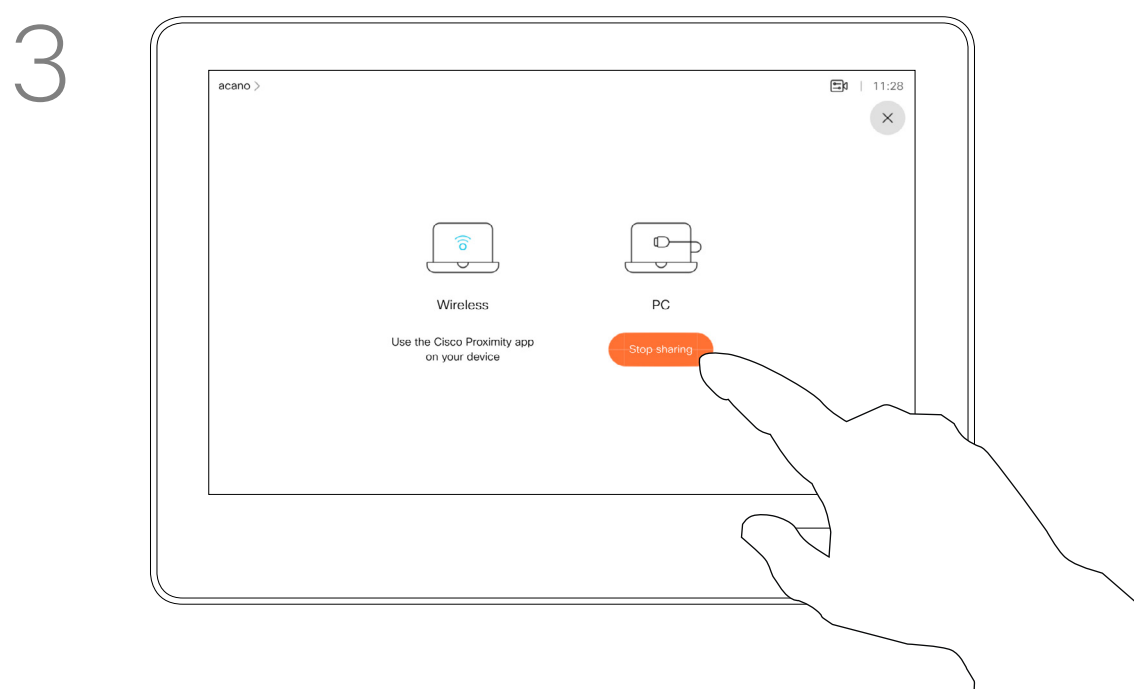 3
acano >
| 11:28
Wireless
PC
Use the Cisco Proximity app
on your device
Stop sharing